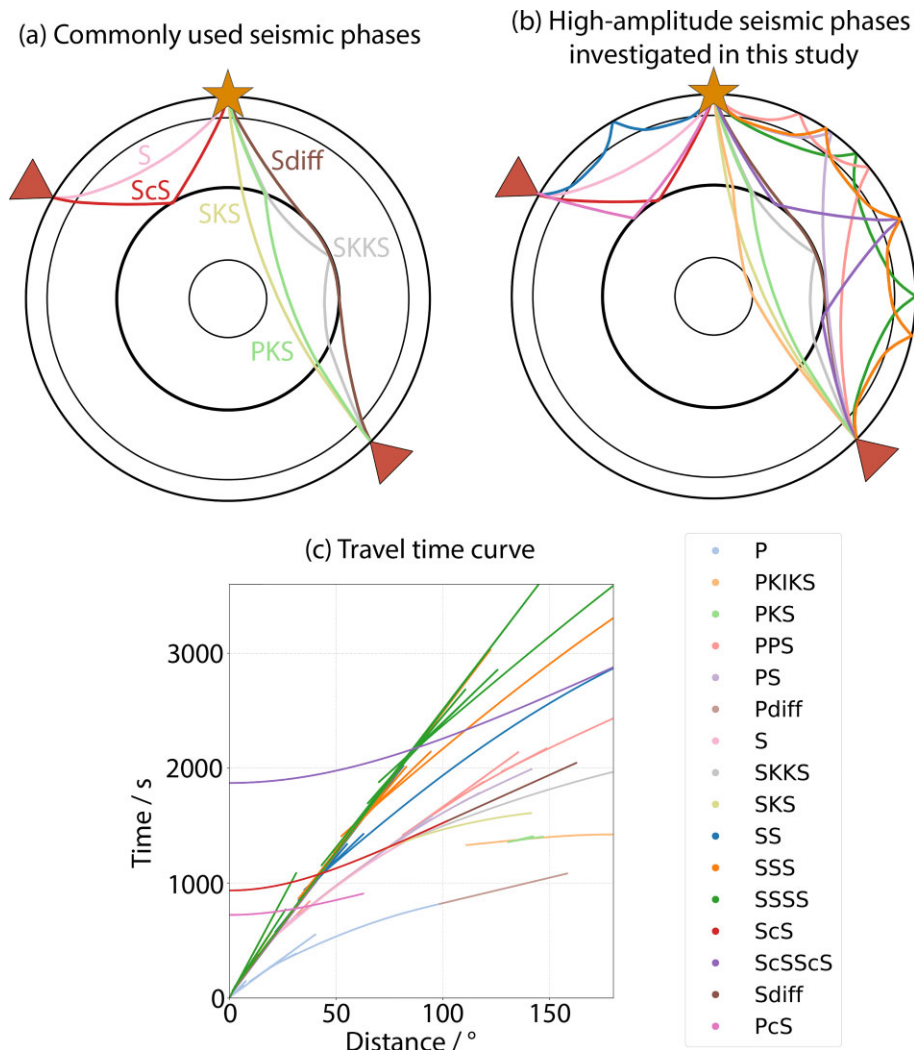 (a) Commonly used seismic phases
(b) High-amplitude seismic phases
investigated in this study
S
ScS
SKS
Sdiff
SKKS
PKS
(c) Travel time curve
Time / s
3000
2000
1000
0
0
50
100
150
Distance / °
P
PKIKS
PKS
PPS
PS
Pdiff
S
SKKS
SKS
SS
SSS
SSSS
ScS
ScSScS
Sdiff
PcS